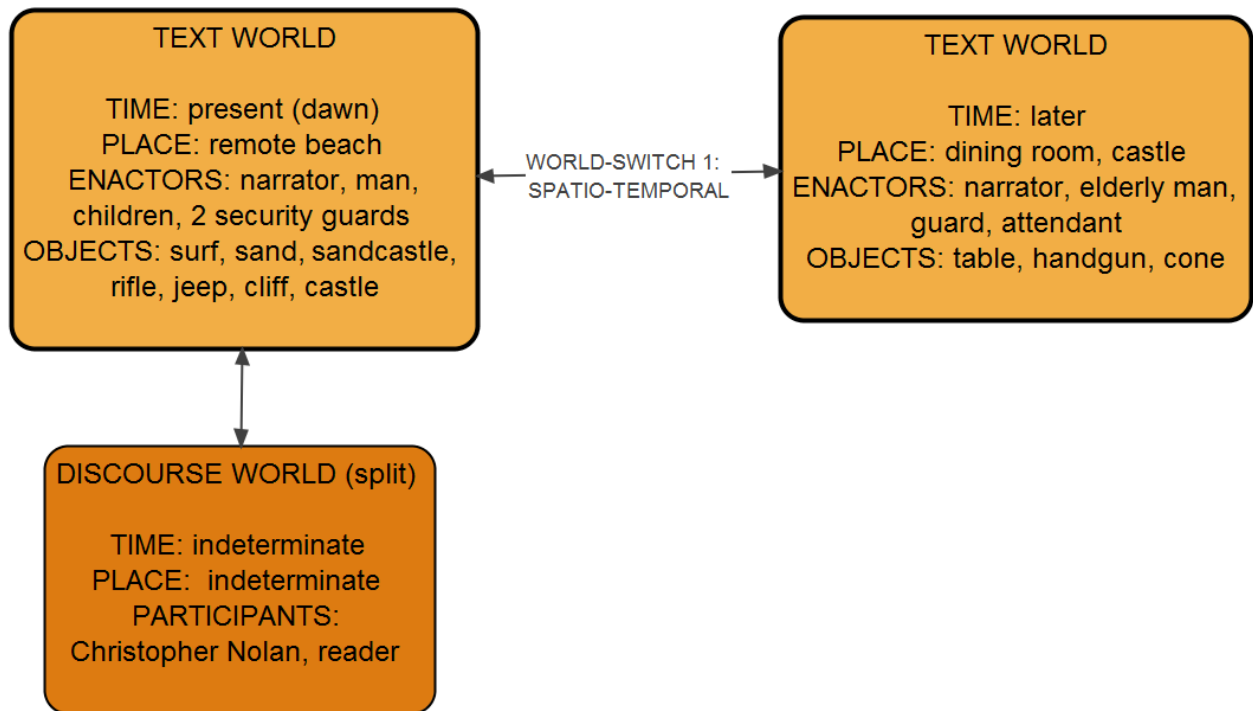 TEXT WORLD
TIME: present (dawn)
PLACE: remote beach
ENACTORS: narrator, man,
children, 2 security guards
OBJECTS: surf, sand, sandcastle,
rifle, jeep, cliff, castle
WORLD-SWITCH 1:
SPATIO-TEMPORAL
TEXT WORLD
TIME: later
PLACE: dining room, castle
ENACTORS: narrator, elderly man,
guard, attendant
OBJECTS: table, handgun, cone
DISCOURSE WORLD (split)
TIME: indeterminate
PLACE: indeterminate
PARTICIPANTS:
Christopher Nolan, reader